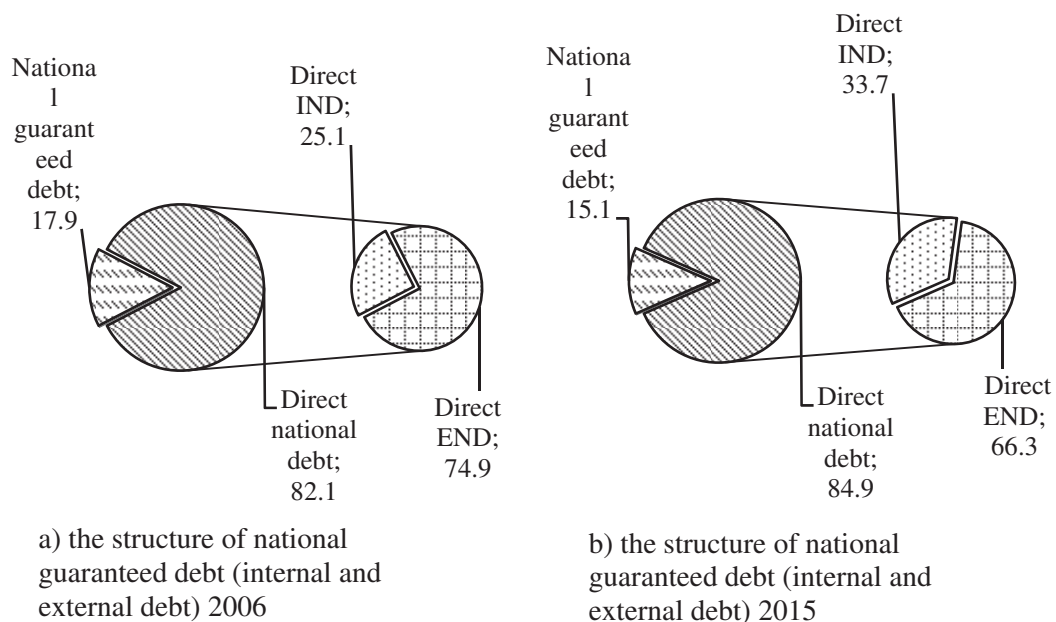 Nationa
l
guarant
eed
debt;
17.9
Direct
IND;
25.1
Direct
national
debt;
82.1
Direct
END;
74.9
a) the structure of national
guaranteed debt (internal and
external debt) 2006
Nationa
l
guarant
eed
debt;
15.1
Direct
IND;
33.7
Direct
national
debt;
84.9
Direct
END;
66.3
b) the structure of national
guaranteed debt (internal and
external debt) 2015